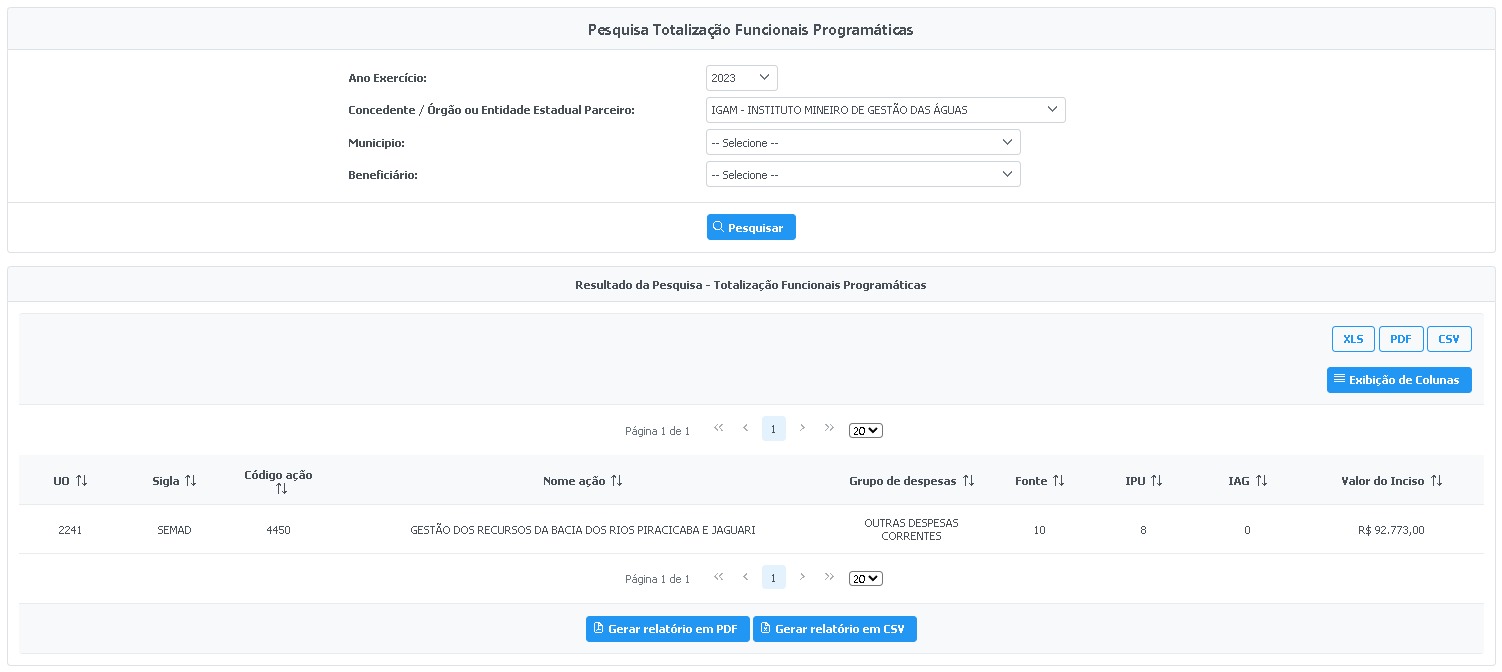 Pesquisa Totalização Funcionais Programáticas
Ano Exercício:
2023
Concedente / Órgão ou Entidade Estadual Parceiro:
IGAM - INSTITUTO MINEIRO DE GESTÃO DAS ÁGUAS
Municipio:
-- Selecione --
Beneficiário:
-- Selecione --
Pesquisar
Resultado da Pesquisa - Totalização Funcionais Programáticas
XLS PDF CSV
Exibição de Colunas
Página 1 de 1 1 20
UO Sigla Código ação Nome ação Grupo de despesas Fonte IPU IAG Valor do Inciso
2241 SEMAD 4450 GESTÃO DOS RECURSOS DA BACIA DOS RIOS PIRACICABA E JAGUARI OUTRAS DESPESAS CORRENTES 10 8 0 R$ 92.773,00
Página 1 de 1 1 20
Gerar relatório em PDF Gerar relatório em CSV